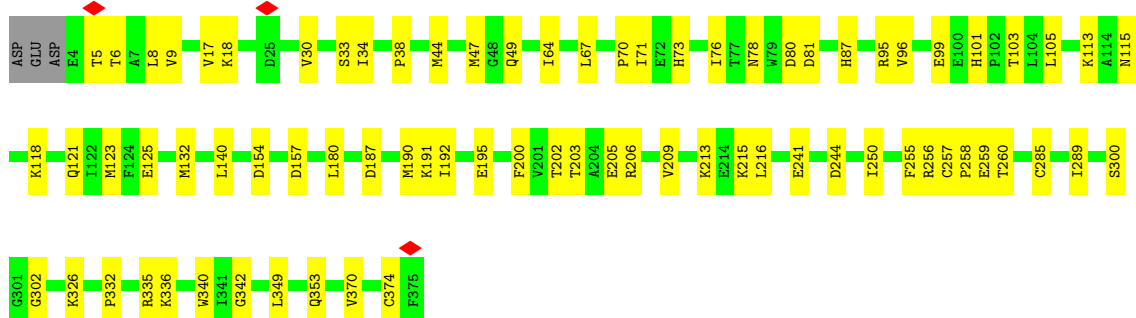 ASP GLU ASP E4 T5 T6 A7 L8 V9 V17 K18 D25 V30 S33 I34 P38 M44 M47 G48 Q49 I64 L67 P70 I71 E72 H73 I76 T77 N78 W79 D80 D81 H87 R95 V96 E99 E100 H101 P102 T103 L104 L105 K113 A114 N115
K118 Q121 I122 M123 F124 E125 M132 L140 D154 D157 L180 D187 M190 K191 I192 E195 F200 V201 T202 T203 A204 E205 R206 V209 K213 E214 K215 L216 E241 D244 I250 F255 R256 C257 P258 E259 T260 C285 I289 S300
G301 G302 K326 P332 R335 K336 W340 I341 G342 L349 Q353 V370 C374 F375